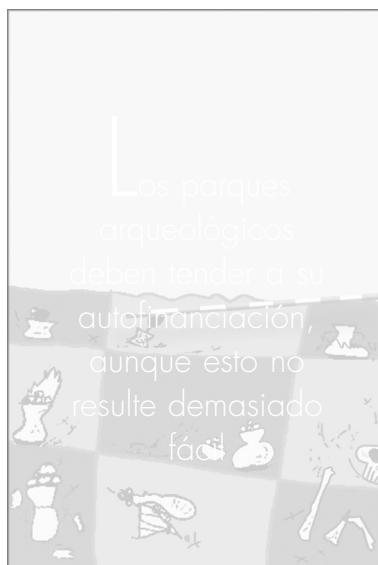 Los parques
arqueológicos
deben tender a su
autofinanciación,
aunque esto no
resulte demasiado
fácil